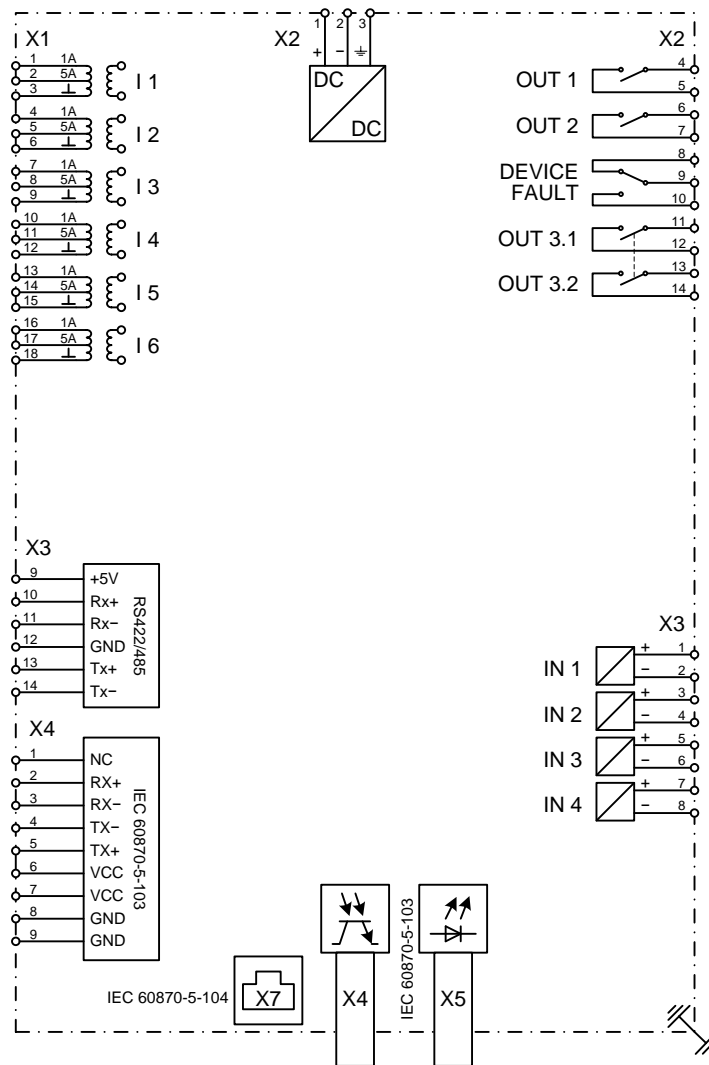 X1
1 1A
2 5A
3
I 1
4 1A
5 5A
6
I 2
7 1A
8 5A
9
I 3
10 1A
11 5A
12
I 4
13 1A
14 5A
15
I 5
16 1A
17 5A
18
I 6
X2
1 2 3
+ −
DC
DC
X2
OUT 1
4
5
OUT 2
6
7
DEVICE
FAULT
8
9
10
OUT 3.1
11
12
OUT 3.2
13
14
X3
9 +5V
10 Rx+
11 Rx−
12 GND
13 Tx+
14 Tx−
RS422/485
X4
1 NC
2 RX+
3 RX−
4 TX−
5 TX+
6 VCC
7 VCC
8 GND
9 GND
IEC 60870-5-103
X3
IN 1
+ 1
− 2
IN 2
+ 3
− 4
IN 3
+ 5
− 6
IN 4
+ 7
− 8
IEC 60870-5-104
X7
X4
IEC 60870-5-103
X5